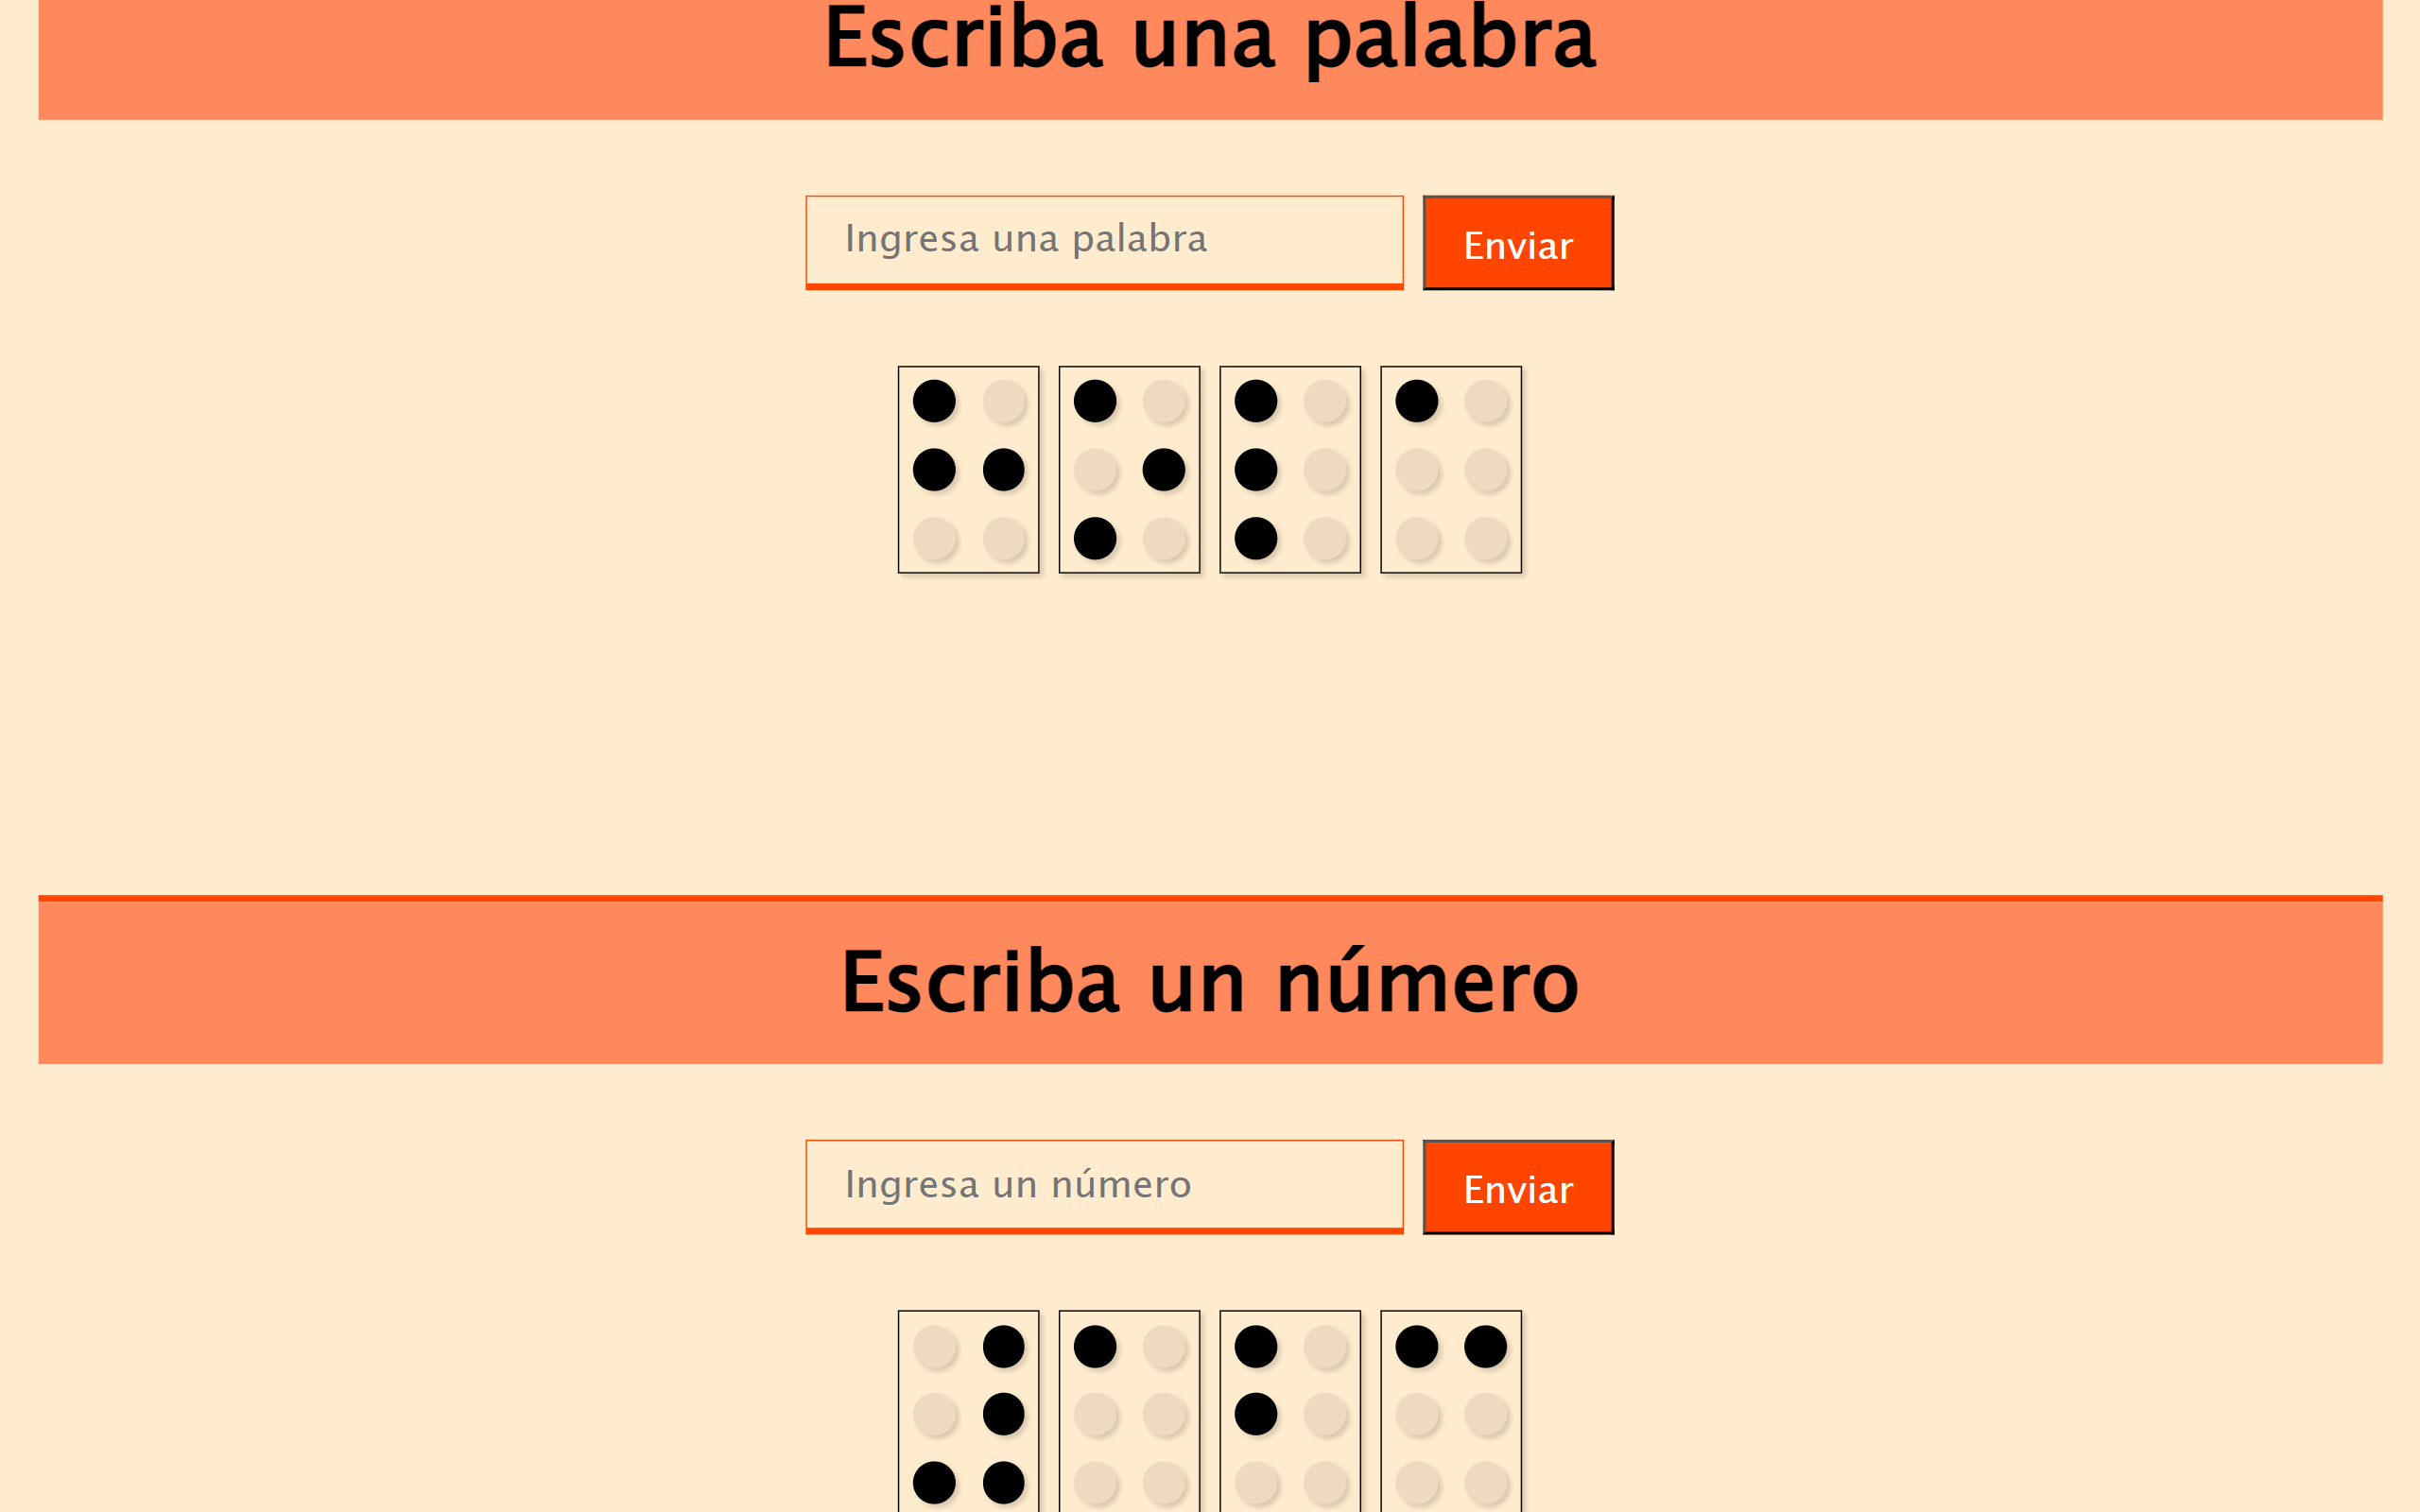 Escriba una palabra
Ingresa una palabra
Enviar
⠓⠕⠇⠁
Escriba un número
Ingresa un número
Enviar
⠼⠁⠃⠉